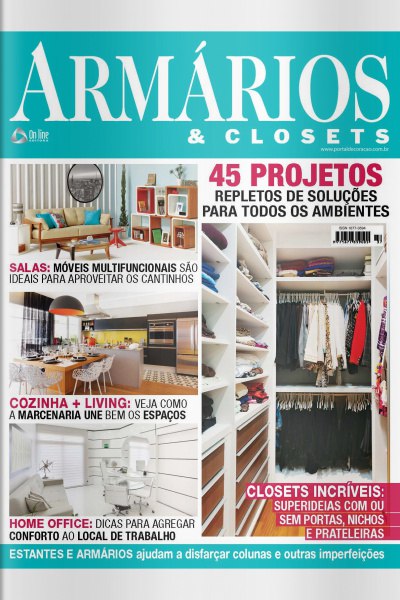 ARMÁRIOS
& CLOSETS
On line
EDITORA
www.portaldecoracao.com.br
45 PROJETOS
REPLETOS DE SOLUÇÕES
PARA TODOS OS AMBIENTES
SALAS: MÓVEIS MULTIFUNCIONAIS SÃO
IDEAIS PARA APROVEITAR OS CANTINHOS
COZINHA + LIVING: VEJA COMO
A MARCENARIA UNE BEM OS ESPAÇOS
HOME OFFICE: DICAS PARA AGREGAR
CONFORTO AO LOCAL DE TRABALHO
CLOSETS INCRÍVEIS:
SUPERIDEIAS COM OU
SEM PORTAS, NICHOS
E PRATELEIRAS
ESTANTES E ARMÁRIOS ajudam a disfarçar colunas e outras imperfeições